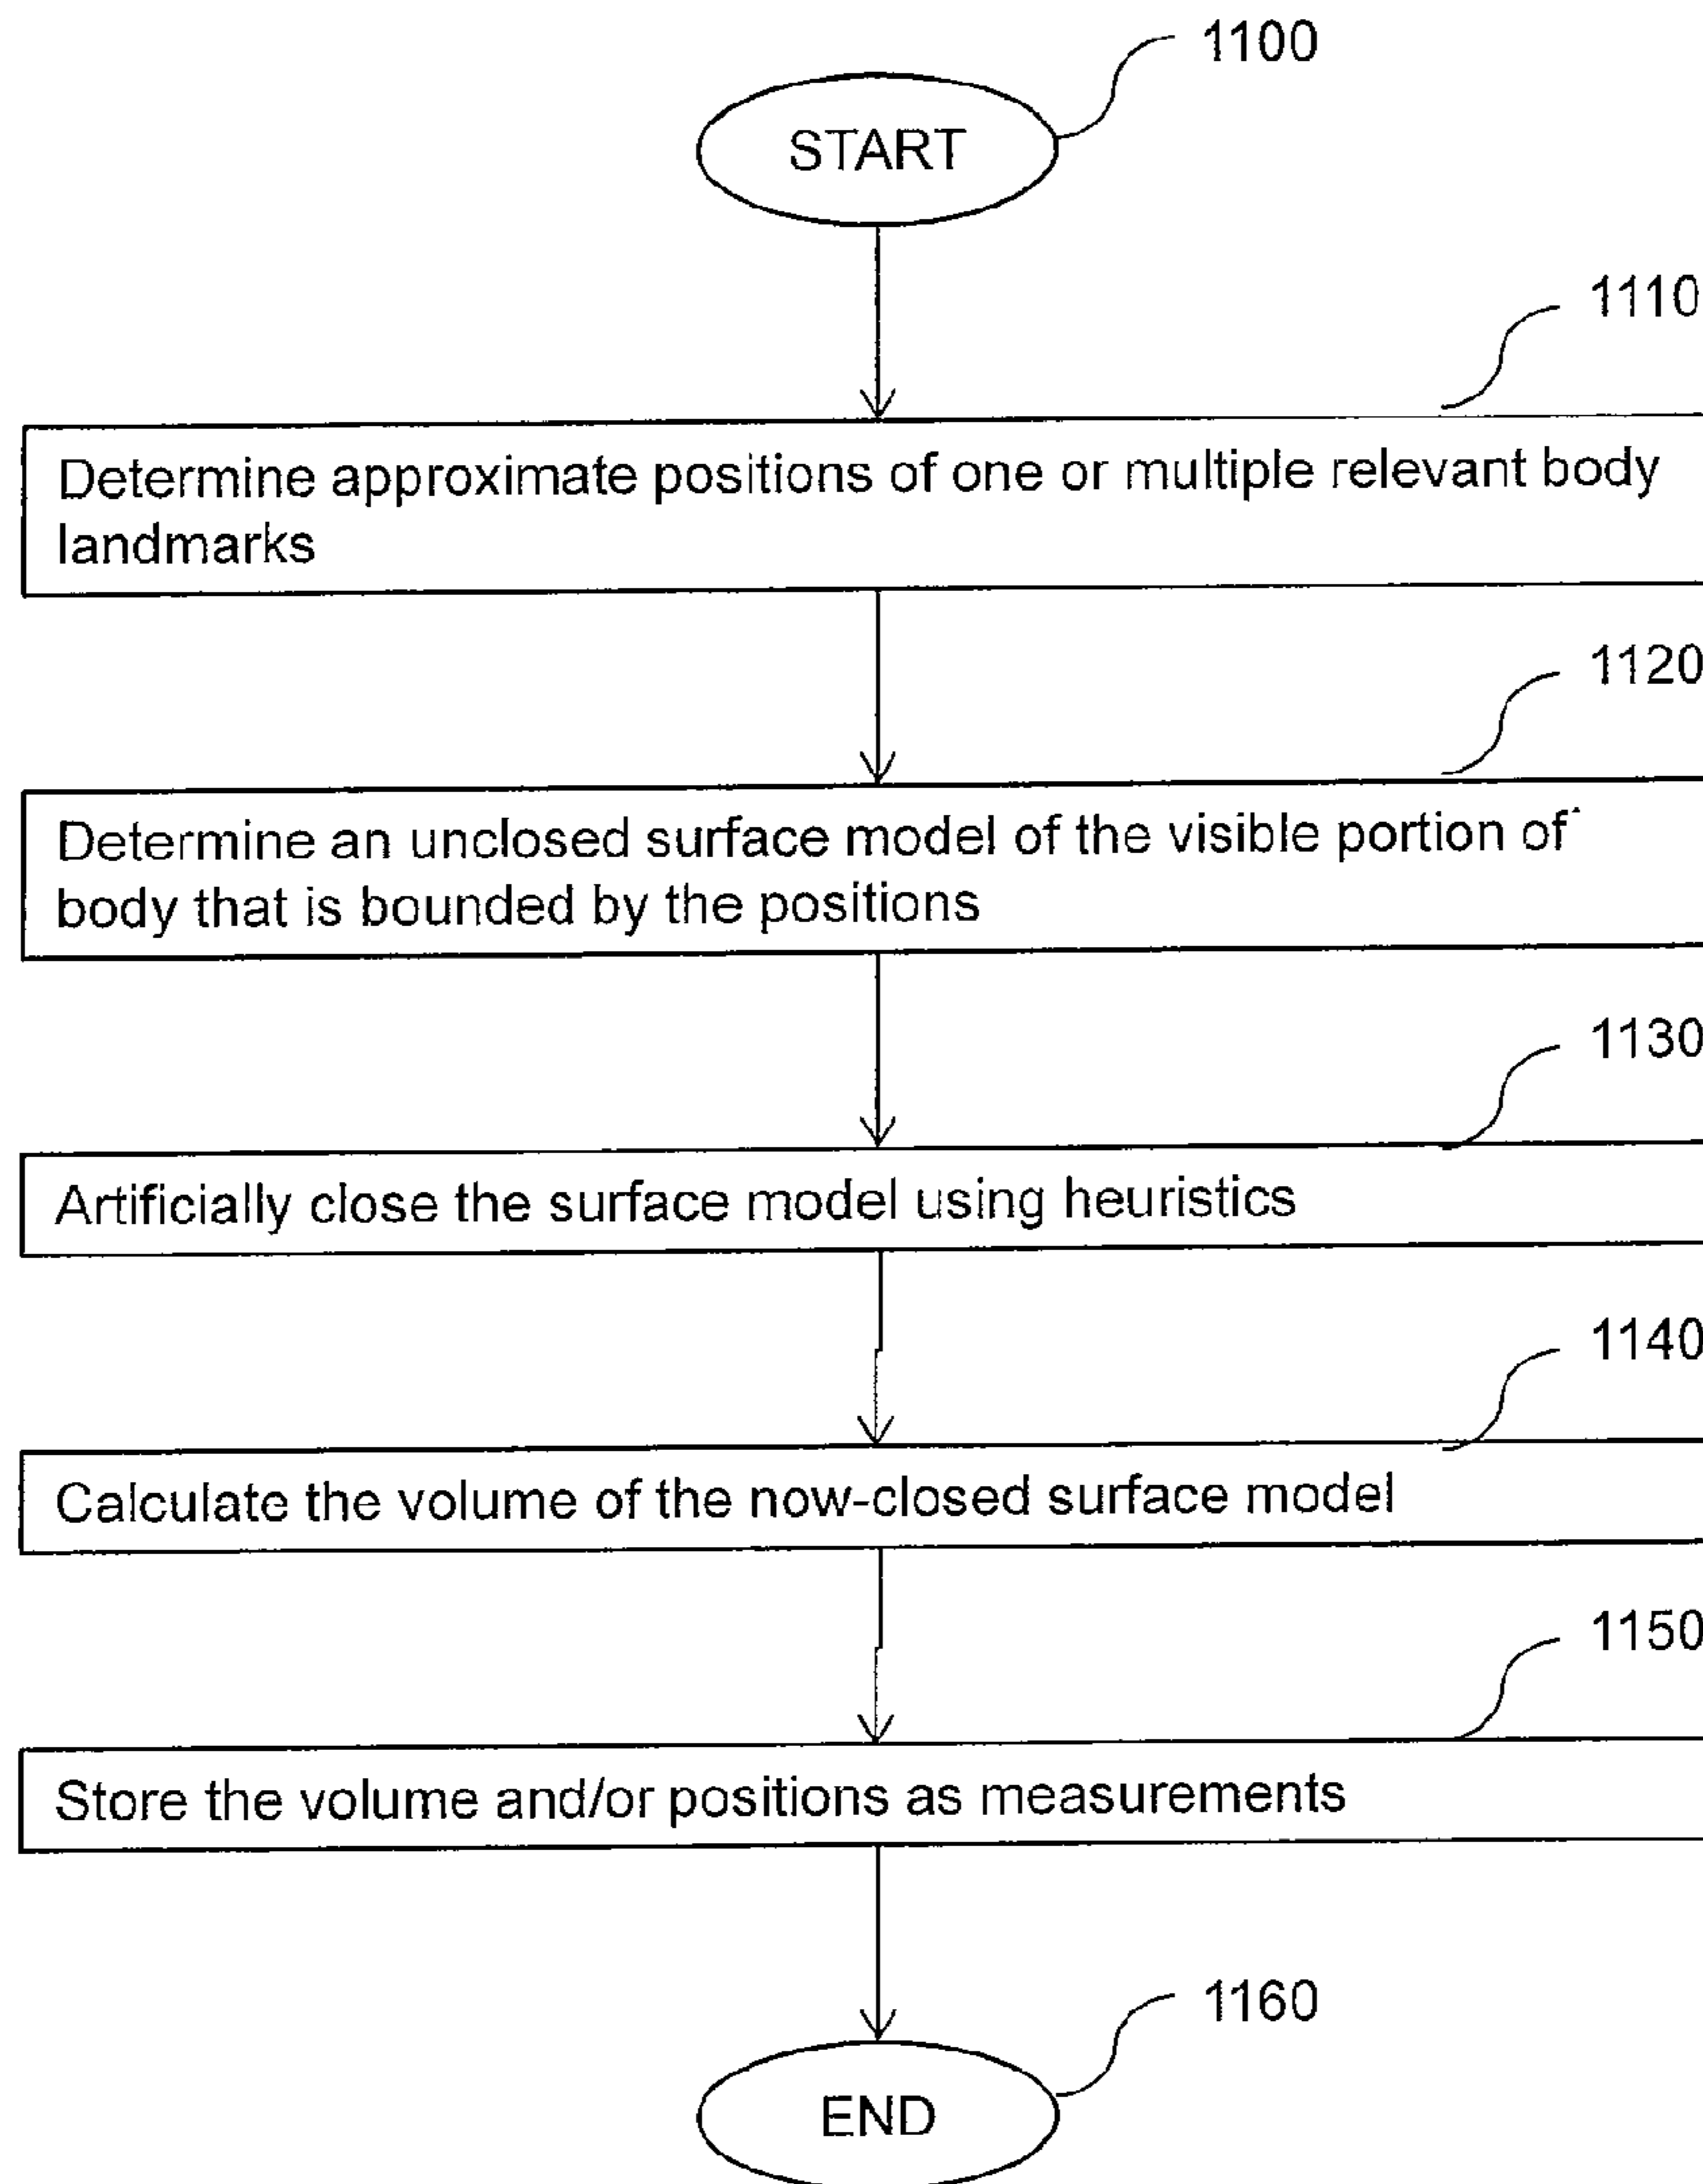 1100
START
1110
Determine approximate positions of one or multiple relevant body
landmarks
1120
Determine an unclosed surface model of the visible portion of
body that is bounded by the positions
1130
Artificially close the surface model using heuristics
1140
Calculate the volume of the now-closed surface model
1150
Store the volume and/or positions as measurements
1160
END